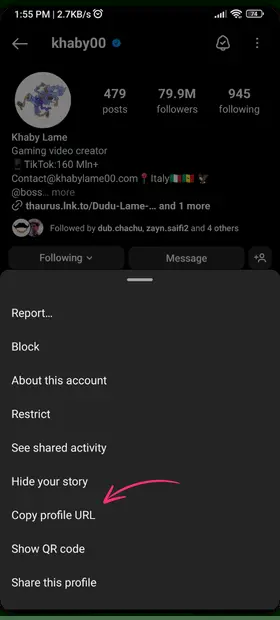 1:55 PM | 2.7KB/s
74
khaby00
479
79.9M
945
posts
followers
following
Khaby Lame
Gaming video creator
📱TikTok:160 Mln+
Contact@khabylame00.com📍Italy🇮🇹🇸🇳 🦅
@boss... more
thaurus.lnk.to/Dudu-Lame-... and 1 more
Followed by dub.chachu, zayn.saifi2 and 4 others
Following
Message
Report...
Block
About this account
Restrict
See shared activity
Hide your story
Copy profile URL
Show QR code
Share this profile